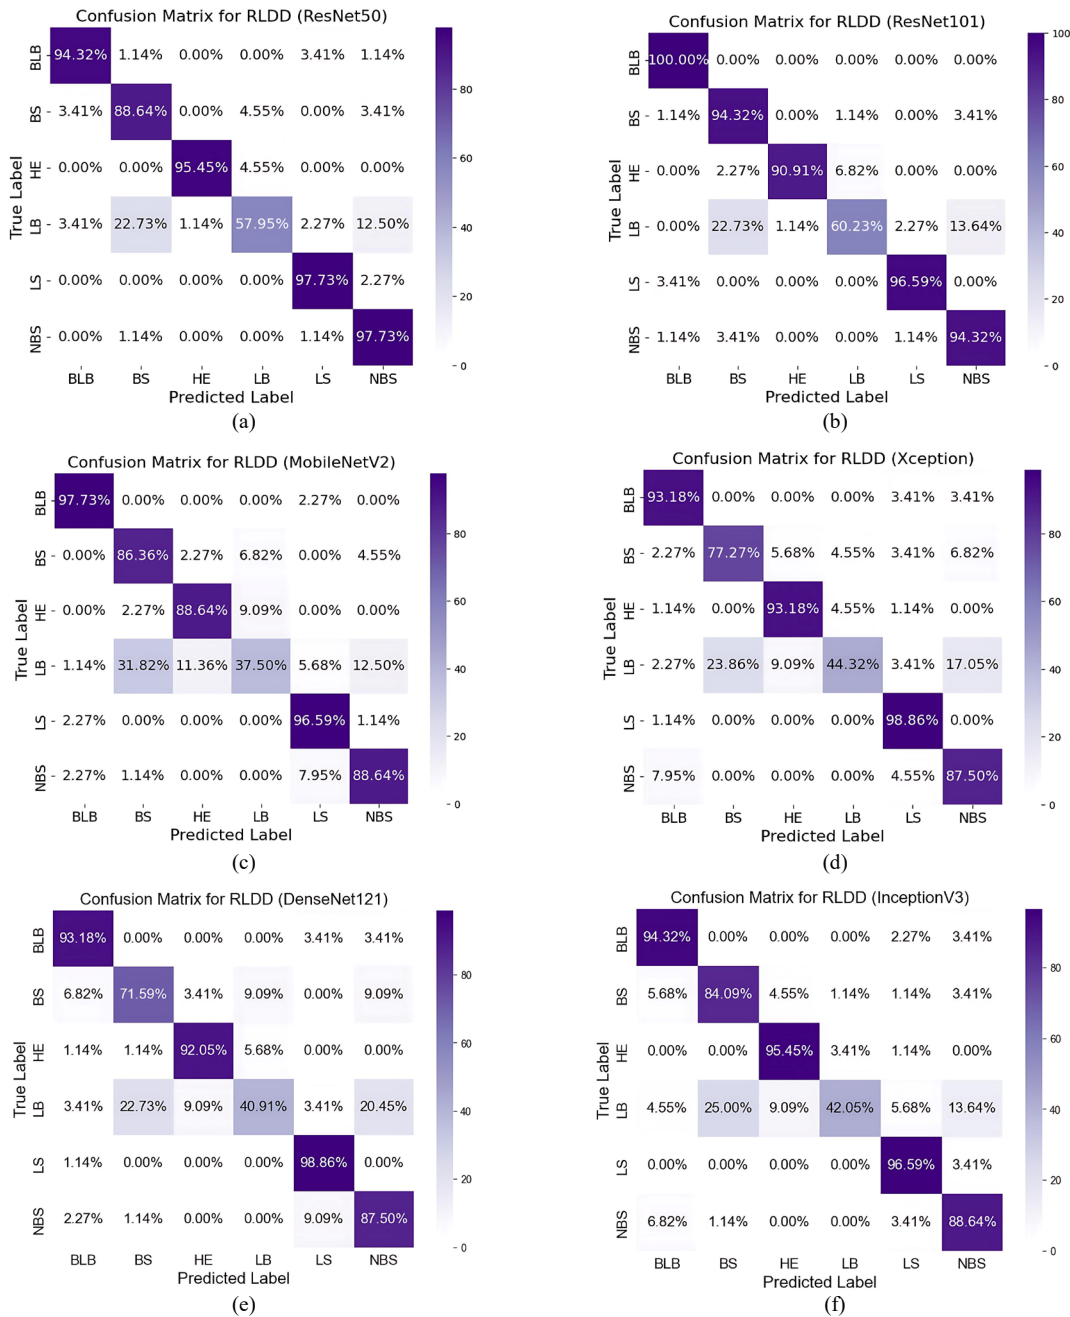 Confusion Matrix for RLDD (ResNet50)
BLB 94.32% 1.14% 0.00% 0.00% 3.41% 1.14%
BS 3.41% 88.64% 0.00% 4.55% 0.00% 3.41%
HE 0.00% 0.00% 95.45% 4.55% 0.00% 0.00%
LB 3.41% 22.73% 1.14% 57.95% 2.27% 12.50%
LS 0.00% 0.00% 0.00% 0.00% 97.73% 2.27%
NBS 0.00% 1.14% 0.00% 0.00% 1.14% 97.73%
True Label
BLB BS HE LB LS NBS
Predicted Label
80
60
40
20
0
(a)
Confusion Matrix for RLDD (ResNet101)
BLB 100.00% 0.00% 0.00% 0.00% 0.00% 0.00%
BS 1.14% 94.32% 0.00% 1.14% 0.00% 3.41%
HE 0.00% 2.27% 90.91% 6.82% 0.00% 0.00%
LB 0.00% 22.73% 1.14% 60.23% 2.27% 13.64%
LS 3.41% 0.00% 0.00% 0.00% 96.59% 0.00%
NBS 1.14% 3.41% 0.00% 0.00% 1.14% 94.32%
True Label
BLB BS HE LB LS NBS
Predicted Label
100
80
60
40
20
0
(b)
Confusion Matrix for RLDD (MobileNetV2)
BLB 97.73% 0.00% 0.00% 0.00% 2.27% 0.00%
BS 0.00% 86.36% 2.27% 6.82% 0.00% 4.55%
HE 0.00% 2.27% 88.64% 9.09% 0.00% 0.00%
LB 1.14% 31.82% 11.36% 37.50% 5.68% 12.50%
LS 2.27% 0.00% 0.00% 0.00% 96.59% 1.14%
NBS 2.27% 1.14% 0.00% 0.00% 7.95% 88.64%
True Label
BLB BS HE LB LS NBS
Predicted Label
80
60
40
20
0
(c)
Confusion Matrix for RLDD (Xception)
BLB 93.18% 0.00% 0.00% 0.00% 3.41% 3.41%
BS 2.27% 77.27% 5.68% 4.55% 3.41% 6.82%
HE 1.14% 0.00% 93.18% 4.55% 1.14% 0.00%
LB 2.27% 23.86% 9.09% 44.32% 3.41% 17.05%
LS 1.14% 0.00% 0.00% 0.00% 98.86% 0.00%
NBS 7.95% 0.00% 0.00% 0.00% 4.55% 87.50%
True Label
BLB BS HE LB LS NBS
Predicted Label
80
60
40
20
0
(d)
Confusion Matrix for RLDD (DenseNet121)
BLB 93.18% 0.00% 0.00% 0.00% 3.41% 3.41%
BS 6.82% 71.59% 3.41% 9.09% 0.00% 9.09%
HE 1.14% 1.14% 92.05% 5.68% 0.00% 0.00%
LB 3.41% 22.73% 9.09% 40.91% 3.41% 20.45%
LS 1.14% 0.00% 0.00% 0.00% 98.86% 0.00%
NBS 2.27% 1.14% 0.00% 0.00% 9.09% 87.50%
True Label
BLB BS HE LB LS NBS
Predicted Label
80
60
40
20
0
(e)
Confusion Matrix for RLDD (InceptionV3)
BLB 94.32% 0.00% 0.00% 0.00% 2.27% 3.41%
BS 5.68% 84.09% 4.55% 1.14% 1.14% 3.41%
HE 0.00% 0.00% 95.45% 3.41% 1.14% 0.00%
LB 4.55% 25.00% 9.09% 42.05% 5.68% 13.64%
LS 0.00% 0.00% 0.00% 0.00% 96.59% 3.41%
NBS 6.82% 1.14% 0.00% 0.00% 3.41% 88.64%
True Label
BLB BS HE LB LS NBS
Predicted Label
80
60
40
20
0
(f)